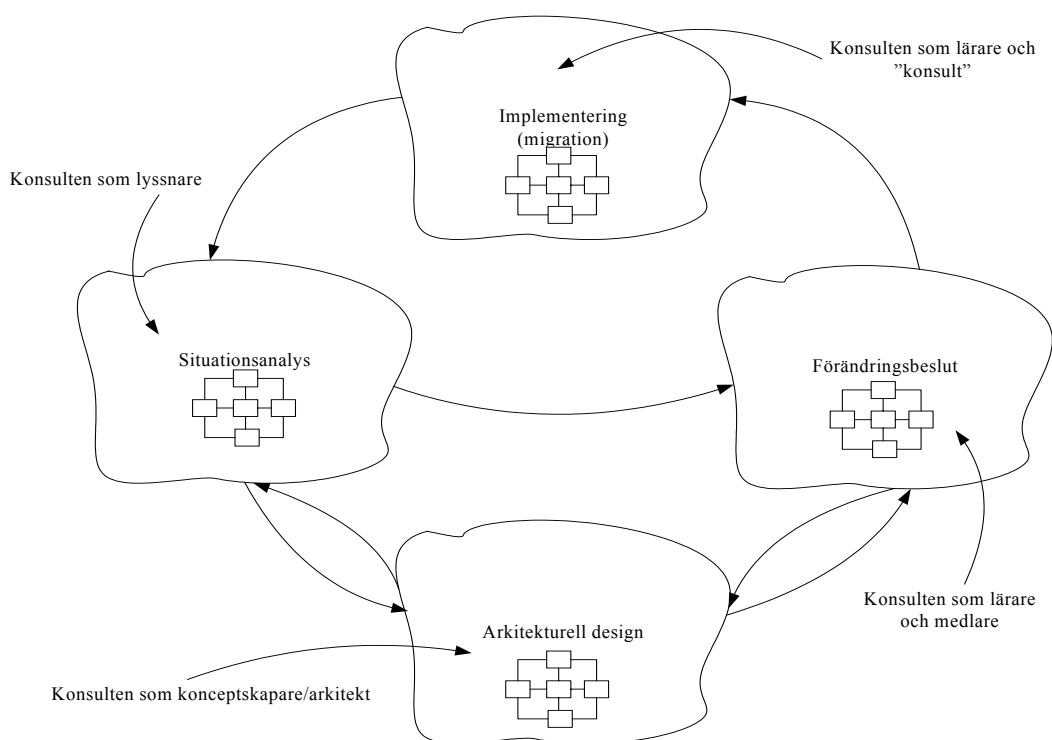 Konsulten som lärare och
”konsult”
Implementering
(migration)
Konsulten som lyssnare
Situationsanalys
Förändringsbeslut
Konsulten som lärare
och medlare
Arkitekturell design
Konsulten som konceptskapare/arkitekt